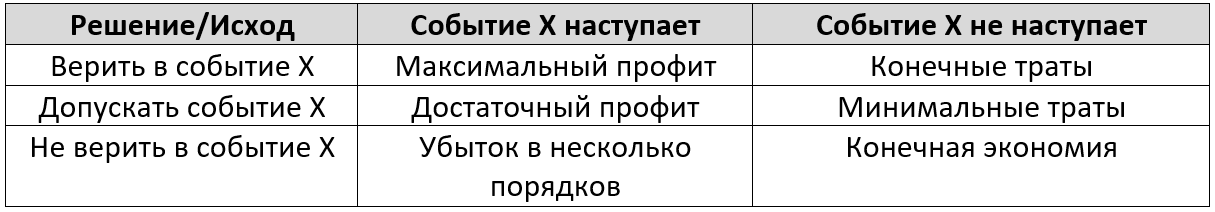 Решение/Исход Событие X наступает Событие X не наступает
Верить в событие X Максимальный профит Конечные траты
Допускать событие X Достаточный профит Минимальные траты
Не верить в событие X Убыток в несколько Конечная экономия
порядков